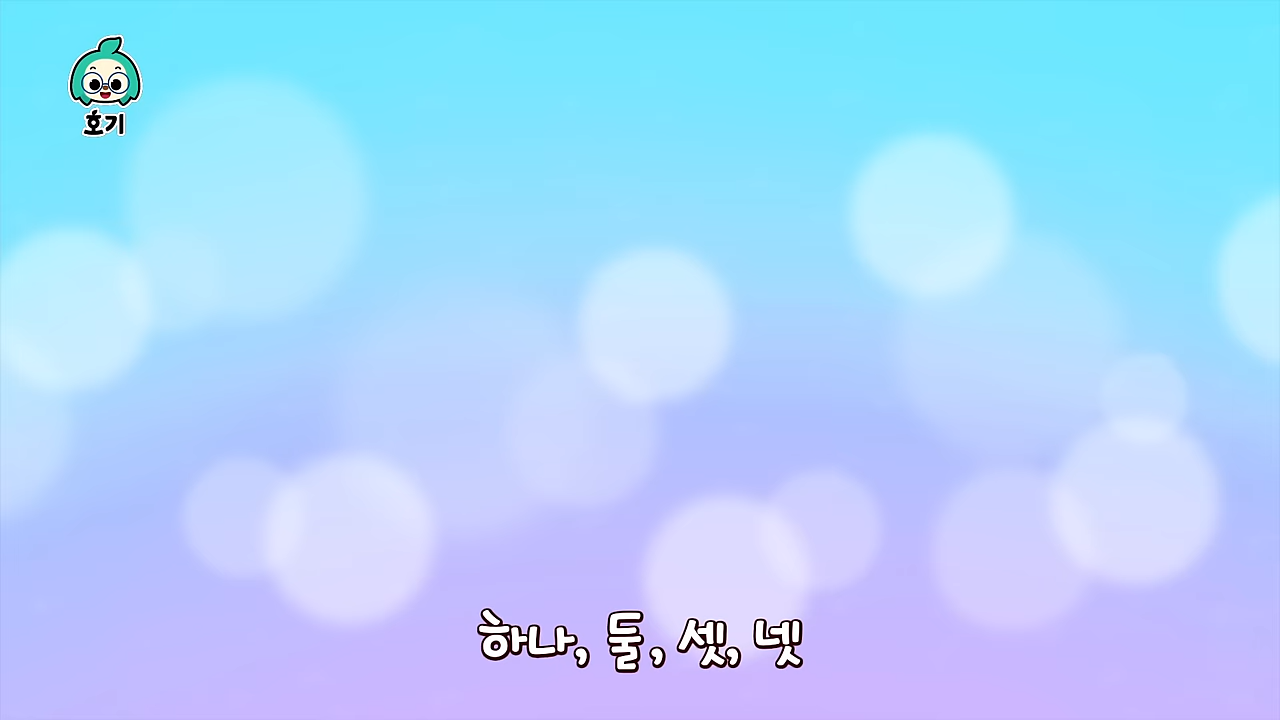 호기
하나, 둘, 셋, 넷